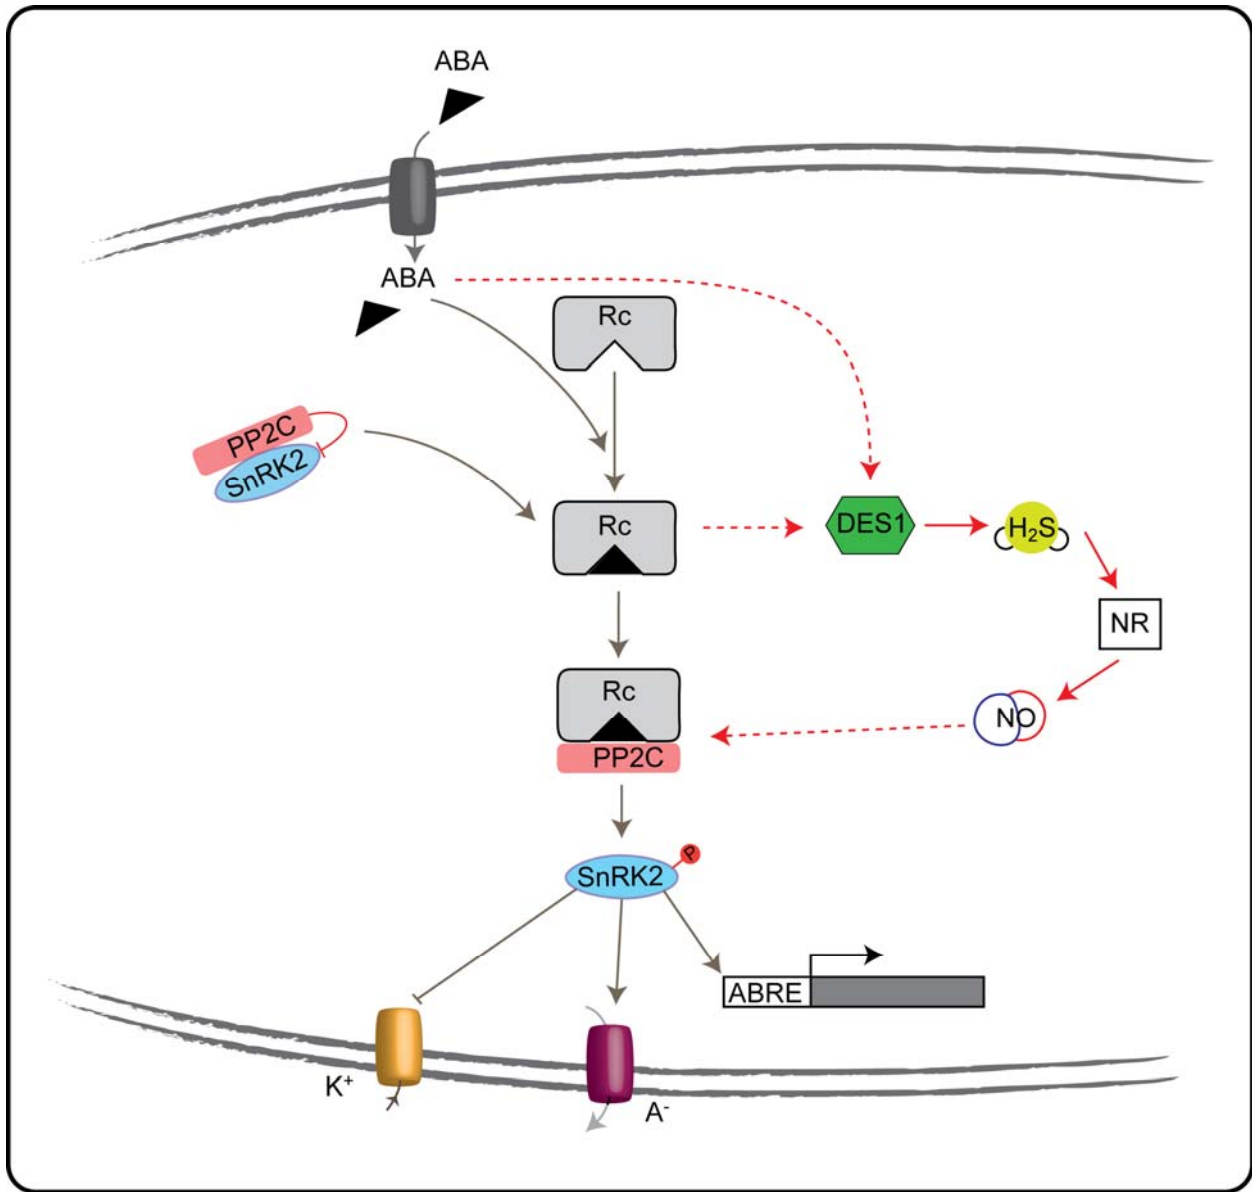 ABA
ABA
Rc
PP2C
SnRK2
Rc
DES1
H₂S
NR
Rc
PP2C
NO
SnRK2
P
ABRE
K⁺
A⁻